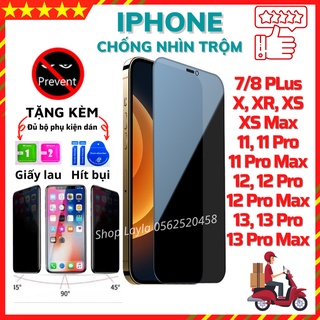 IPHONE
CHỐNG NHÌN TRỘM
Prevent
TẶNG KÈM
Đủ bộ phụ kiện dán
Giấy lau
Hít bụi
7/8 PLus
X, XR, XS
XS Max
11, 11 Pro
11 Pro Max
12, 12 Pro
12 Pro Max
13, 13 Pro
13 Pro Max
Shop Layla 0562520458
15°
90°
45°